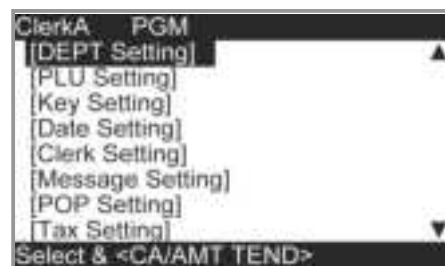 ClerkA PGM
[DEPT Setting]
[PLU Setting]
[Key Setting]
[Date Setting]
[Clerk Setting]
[Message Setting]
[POP Setting]
[Tax Setting]
Select & <CA/AMT TEND>